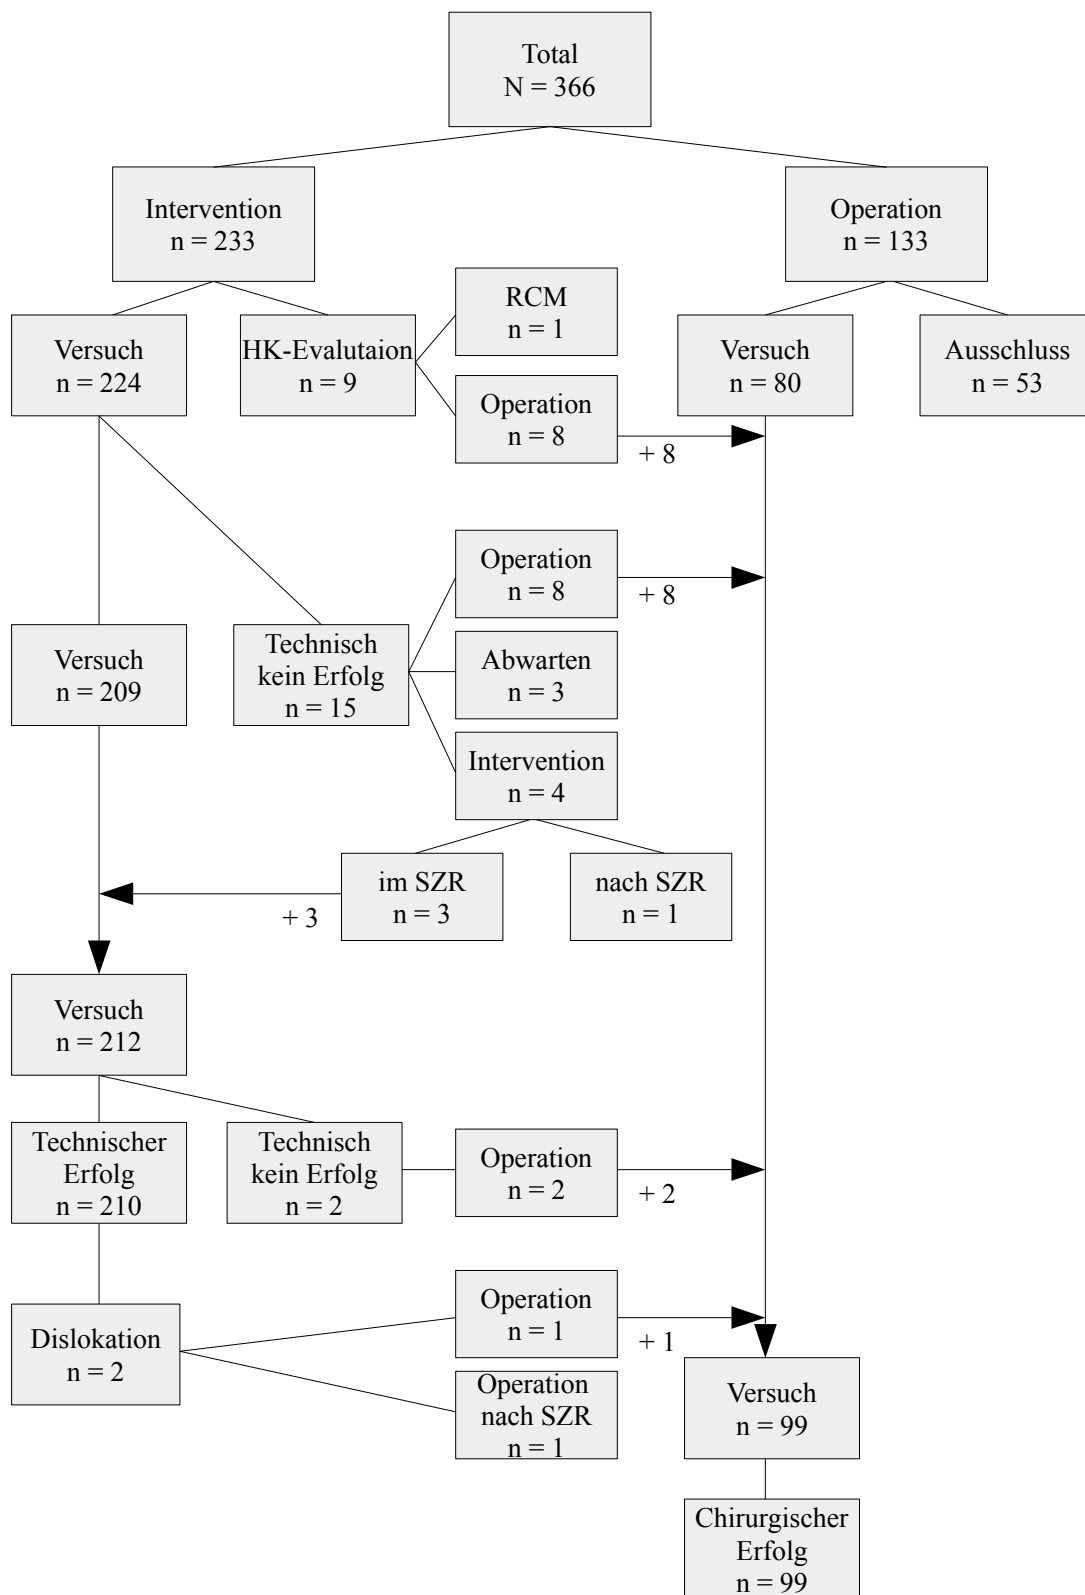 Total
N = 366
Intervention
n = 233
Operation
n = 133
RCM
n = 1
Versuch
n = 224
HK-Evalutaion
n = 9
Versuch
n = 80
Ausschluss
n = 53
Operation
n = 8
+ 8
Operation
n = 8
+ 8
Versuch
n = 209
Technisch
kein Erfolg
n = 15
Abwarten
n = 3
Intervention
n = 4
im SZR
n = 3
nach SZR
n = 1
+ 3
Versuch
n = 212
Technischer
Erfolg
n = 210
Technisch
kein Erfolg
n = 2
Operation
n = 2
+ 2
Operation
n = 1
+ 1
Dislokation
n = 2
Operation
nach SZR
n = 1
Versuch
n = 99
Chirurgischer
Erfolg
n = 99